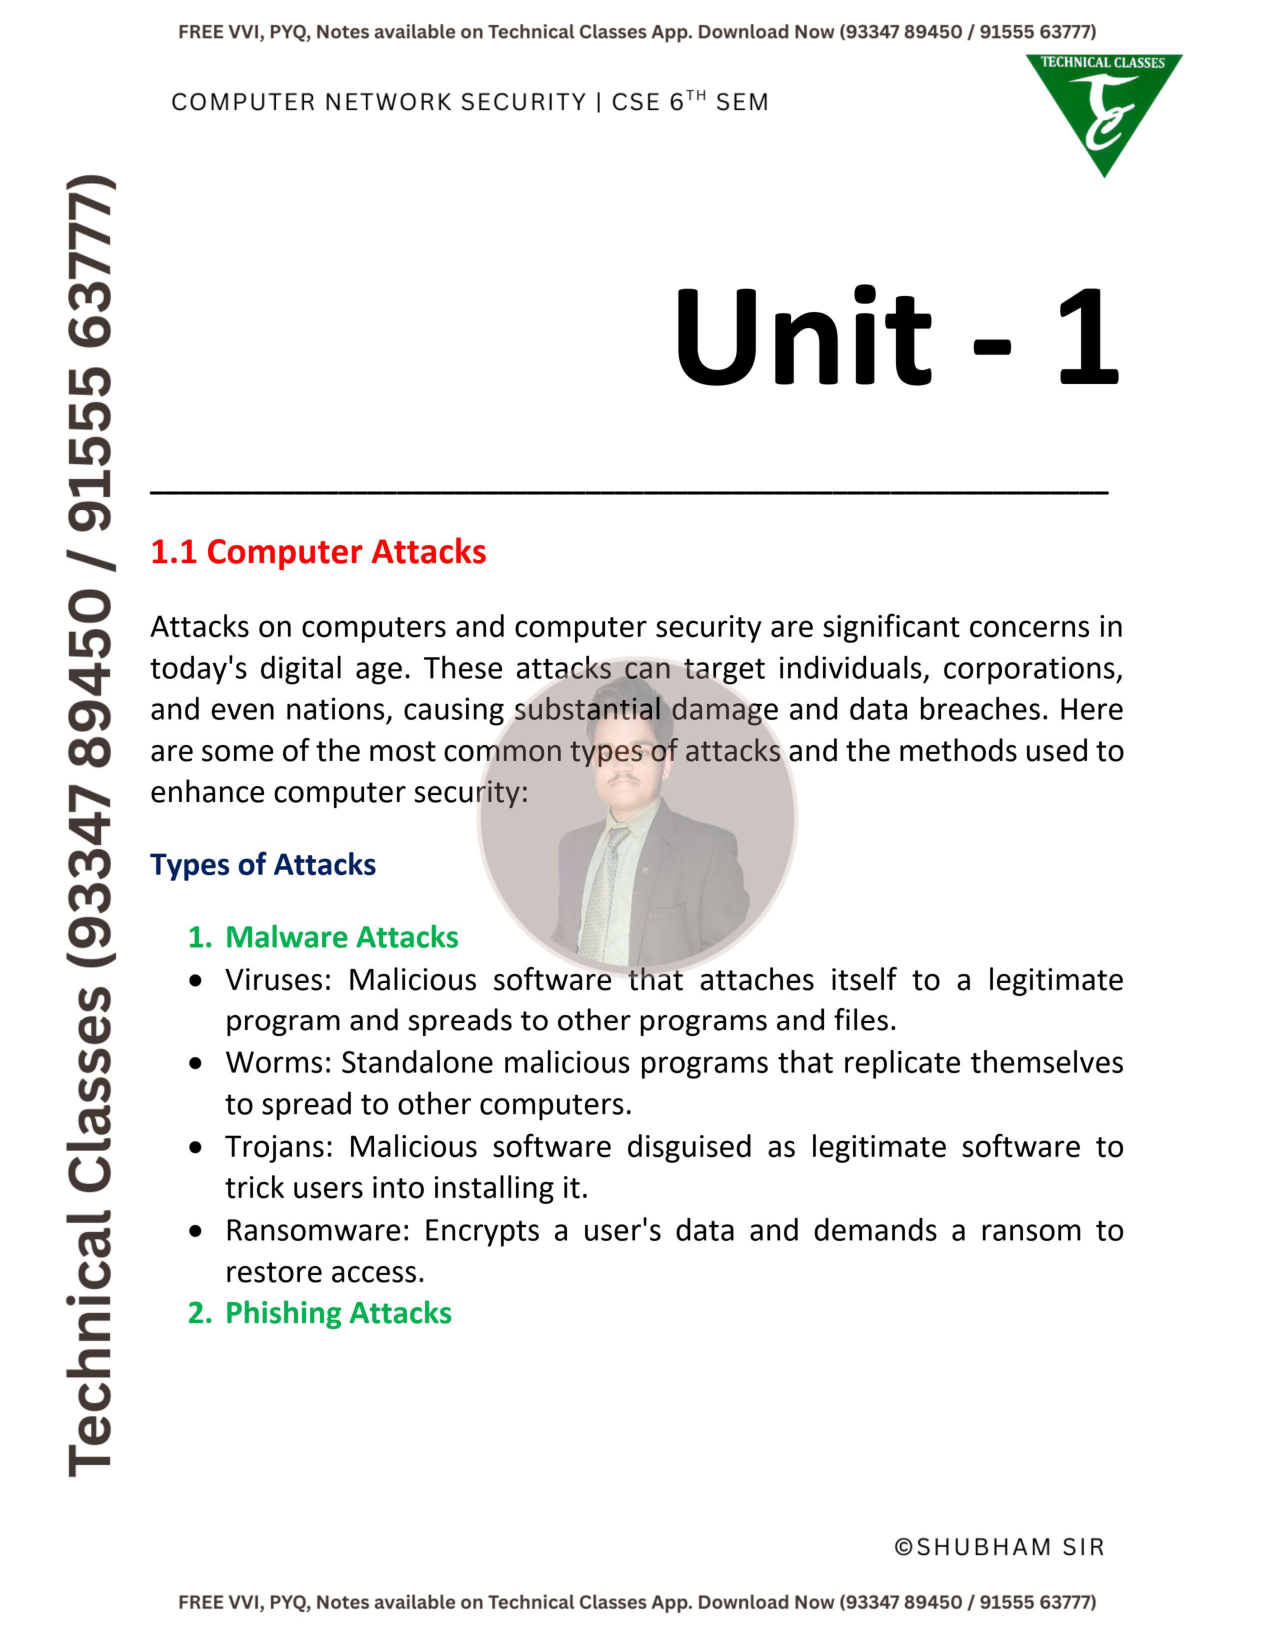 FREE VVI, PYQ, Notes available on Technical Classes App. Download Now (93347 89450 / 91555 63777)
TECHNICAL CLASSES
TC
COMPUTER NETWORK SECURITY | CSE 6TH SEM
Technical Classes (93347 89450 / 91555 63777)
Unit - 1
1.1 Computer Attacks
Attacks on computers and computer security are significant concerns in
today's digital age. These attacks can target individuals, corporations,
and even nations, causing substantial damage and data breaches. Here
are some of the most common types of attacks and the methods used to
enhance computer security:
Types of Attacks
1. Malware Attacks
• Viruses: Malicious software that attaches itself to a legitimate
program and spreads to other programs and files.
• Worms: Standalone malicious programs that replicate themselves
to spread to other computers.
• Trojans: Malicious software disguised as legitimate software to
trick users into installing it.
• Ransomware: Encrypts a user's data and demands a ransom to
restore access.
2. Phishing Attacks
©SHUBHAM SIR
FREE VVI, PYQ, Notes available on Technical Classes App. Download Now (93347 89450 / 91555 63777)